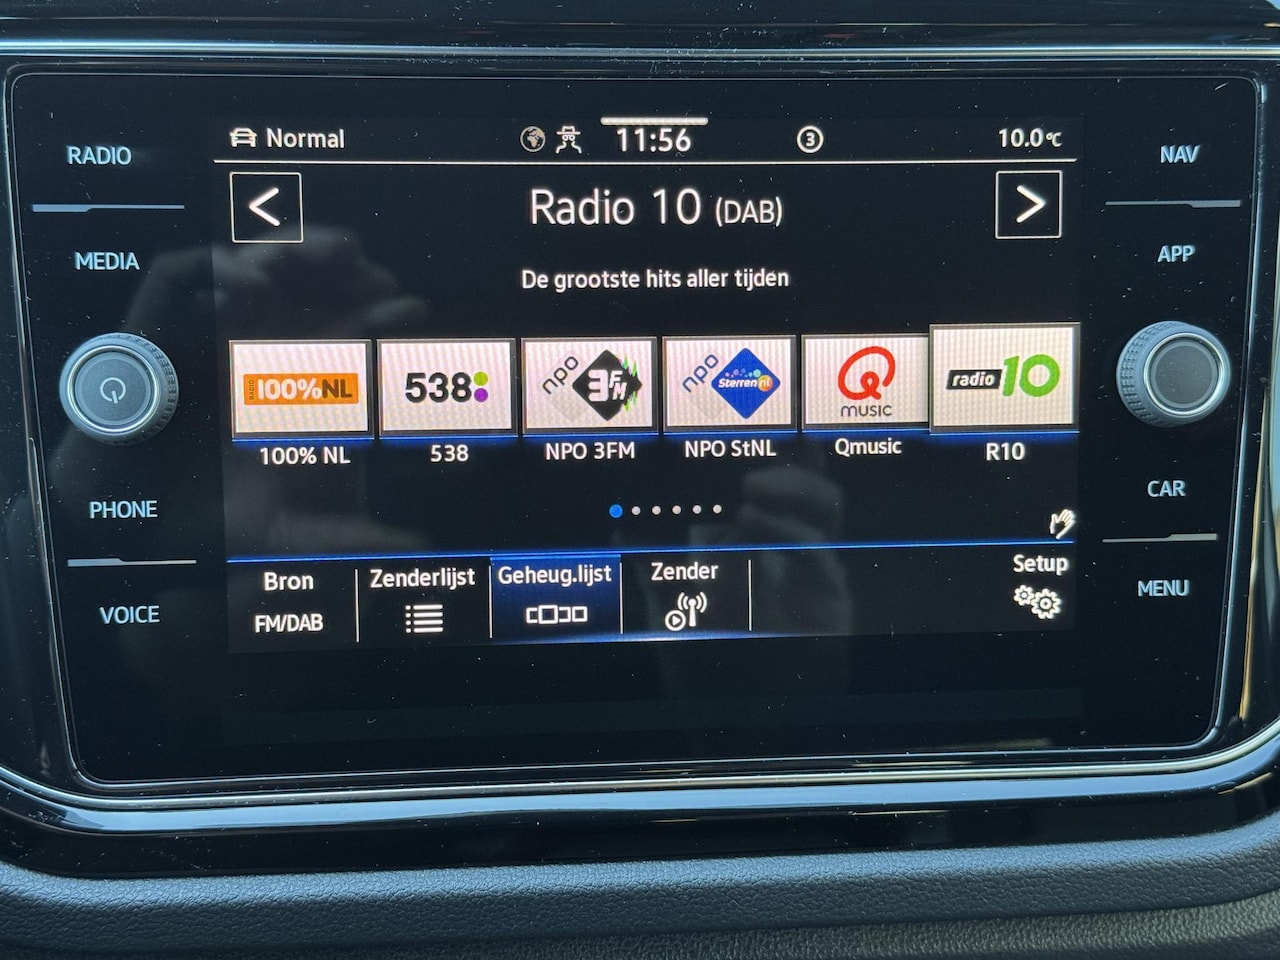 RADIO
MEDIA
PHONE
VOICE
Normal
11:56
3
10.0°C
Radio 10 (DAB)
De grootste hits aller tijden
RADIO 100%NL
538
npo 3FM
npo Sterren nl
Q MUSIC
radio 10
100% NL
538
NPO 3FM
NPO StNL
Qmusic
R10
Bron
FM/DAB
Zenderlijst
Geheug.lijst
Zender
Setup
NAV
APP
CAR
MENU